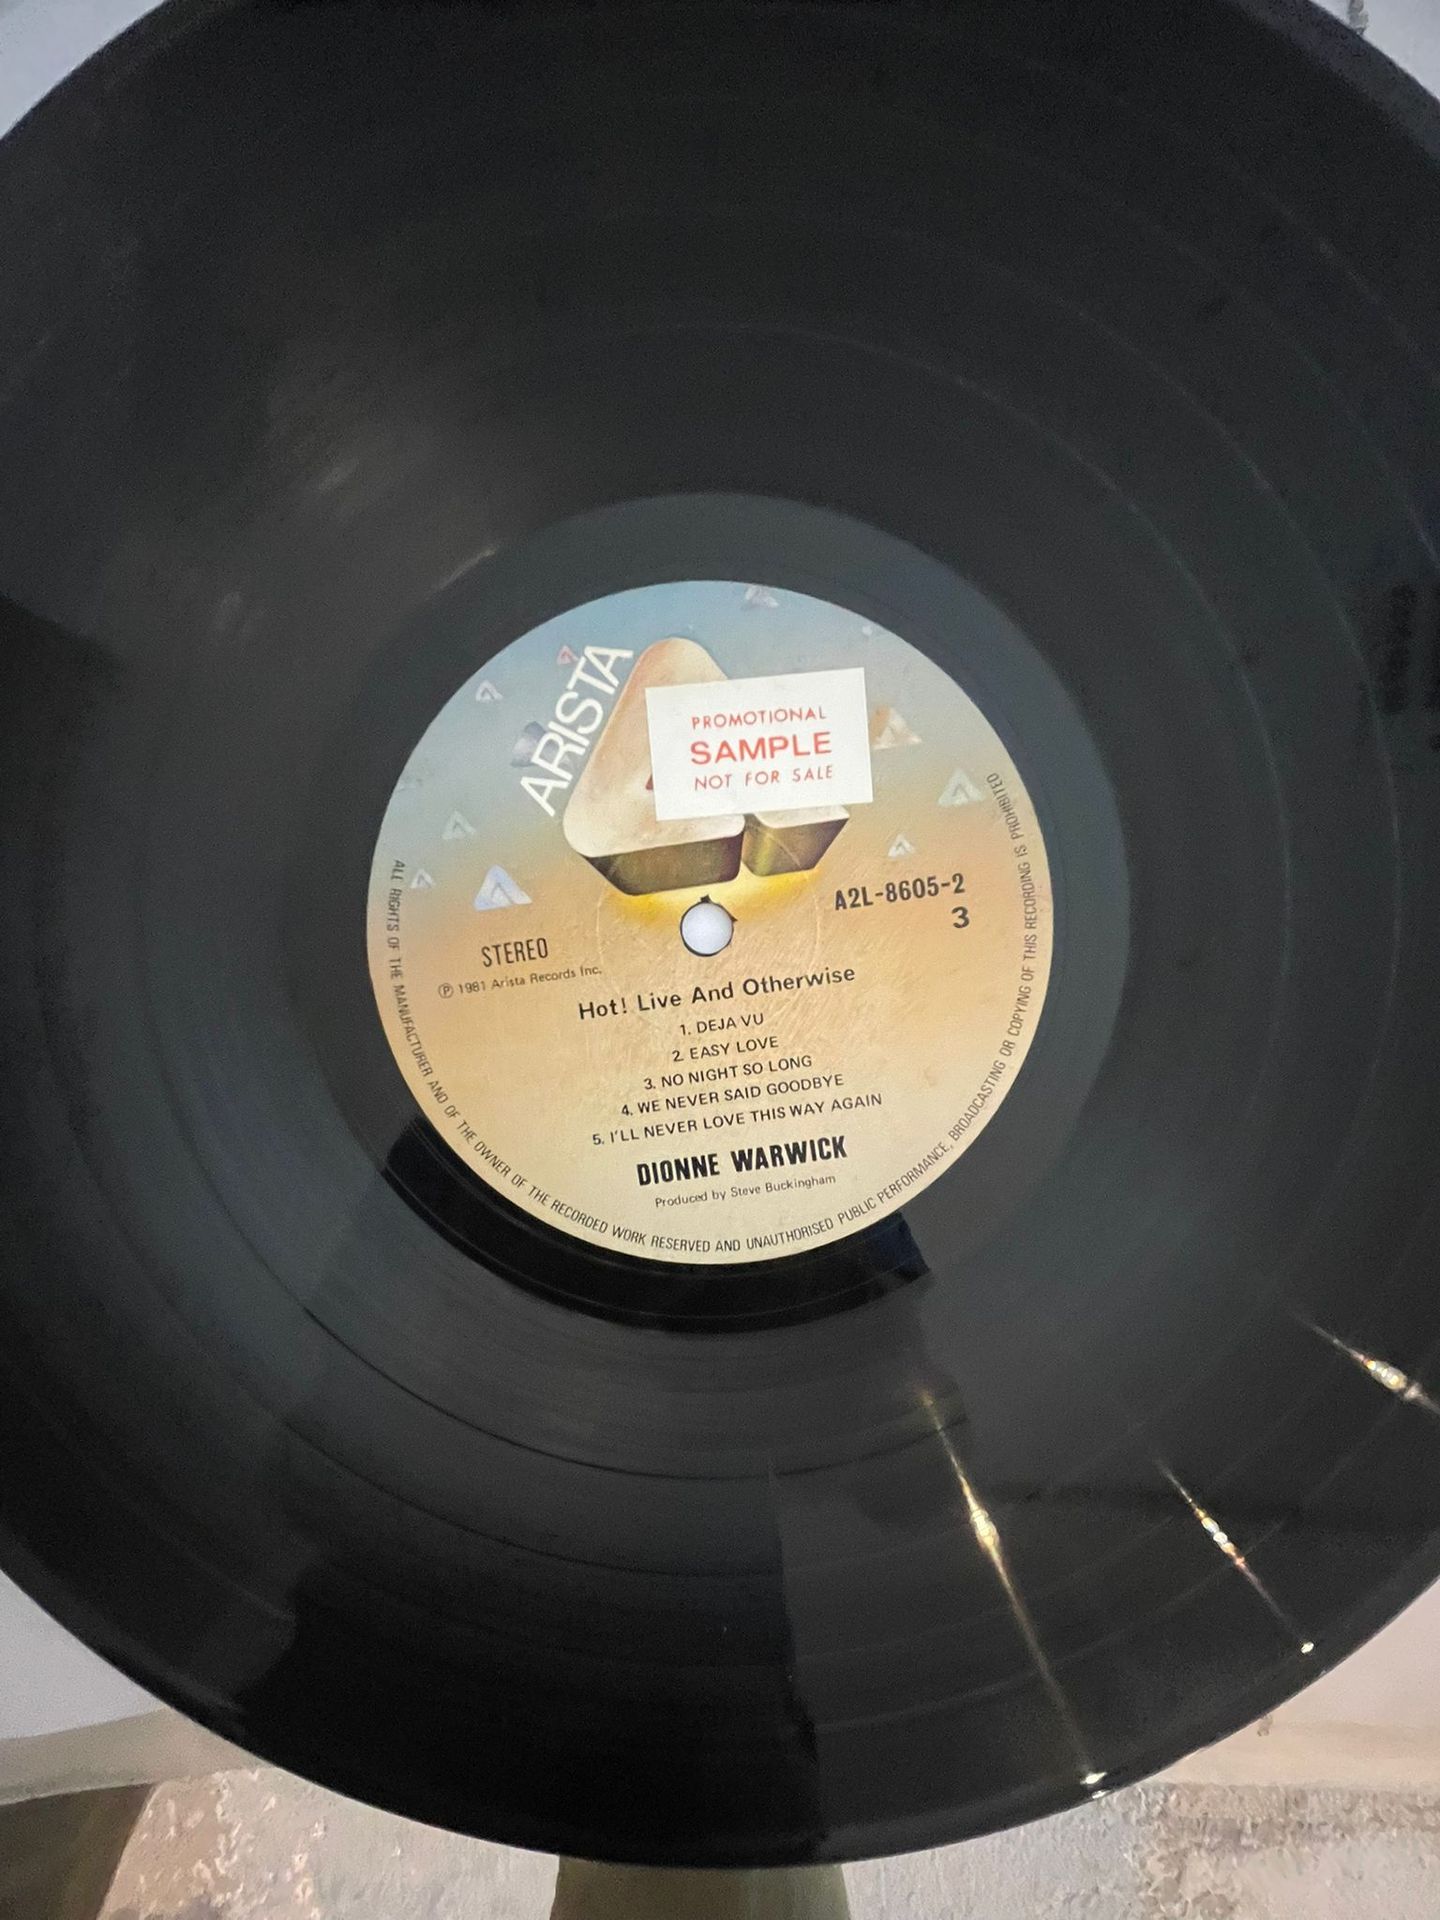 ARISTA
PROMOTIONAL
SAMPLE
NOT FOR SALE
A2L-8605-2
3
STEREO
Ⓟ 1981 Arista Records Inc.
Hot! Live And Otherwise
1. DEJA VU
2. EASY LOVE
3. NO NIGHT SO LONG
4. WE NEVER SAID GOODBYE
5. I'LL NEVER LOVE THIS WAY AGAIN
DIONNE WARWICK
Produced by Steve Buckingham
ALL RIGHTS OF THE MANUFACTURER AND OF THE OWNER OF THE RECORDED WORK RESERVED AND UNAUTHORISED PUBLIC PERFORMANCE, BROADCASTING OR COPYING OF THIS RECORDING IS PROHIBITED